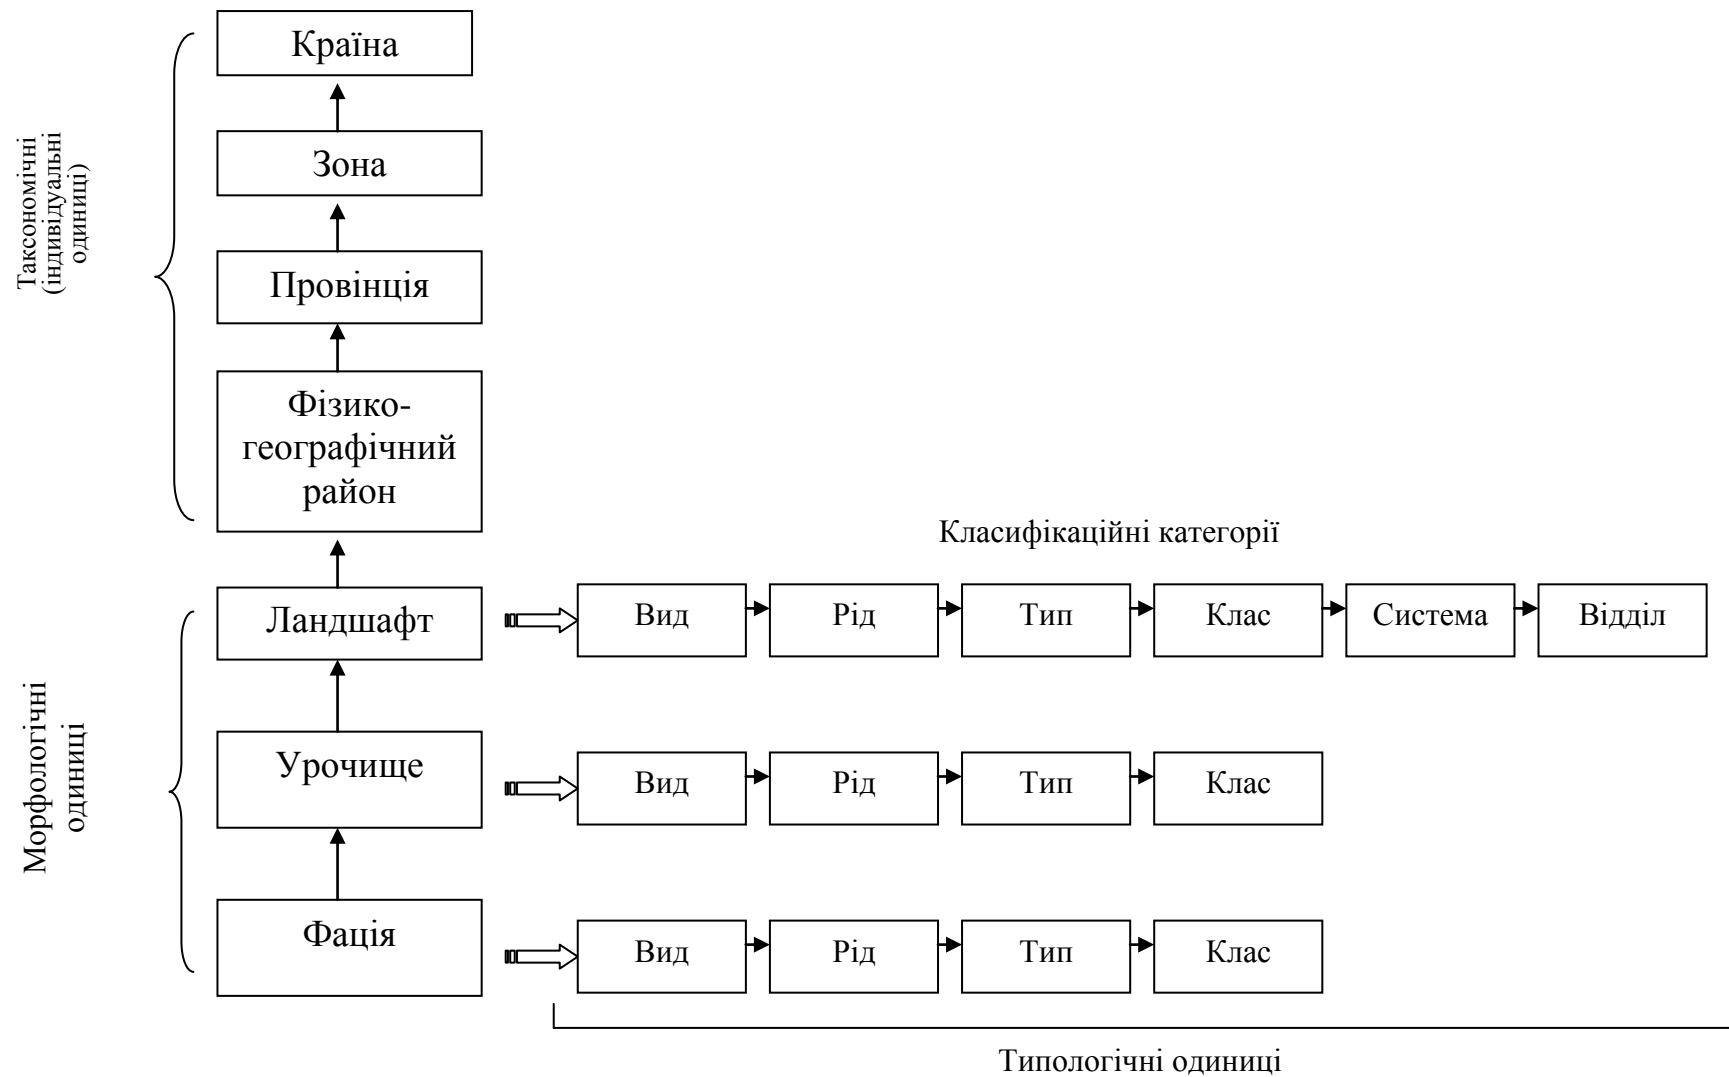 Країна
Зона
Таксономічні
(індивідуальні
одиниці)
Провінція
Фізико-
географічний
район
Класифікаційні категорії
Ландшафт
Вид
Рід
Тип
Клас
Система
Відділ
Морфологічні
одиниці
Урочище
Вид
Рід
Тип
Клас
Фація
Вид
Рід
Тип
Клас
Типологічні одиниці